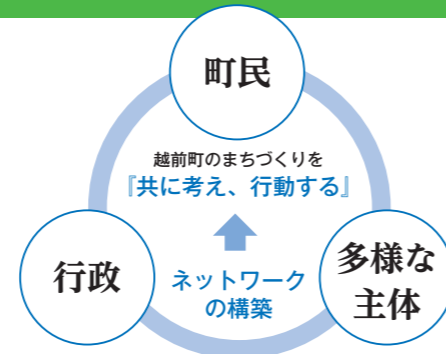 町民
越前町のまちづくりを
『共に考え、行動する』
行政
ネットワーク
の構築
多様な
主体